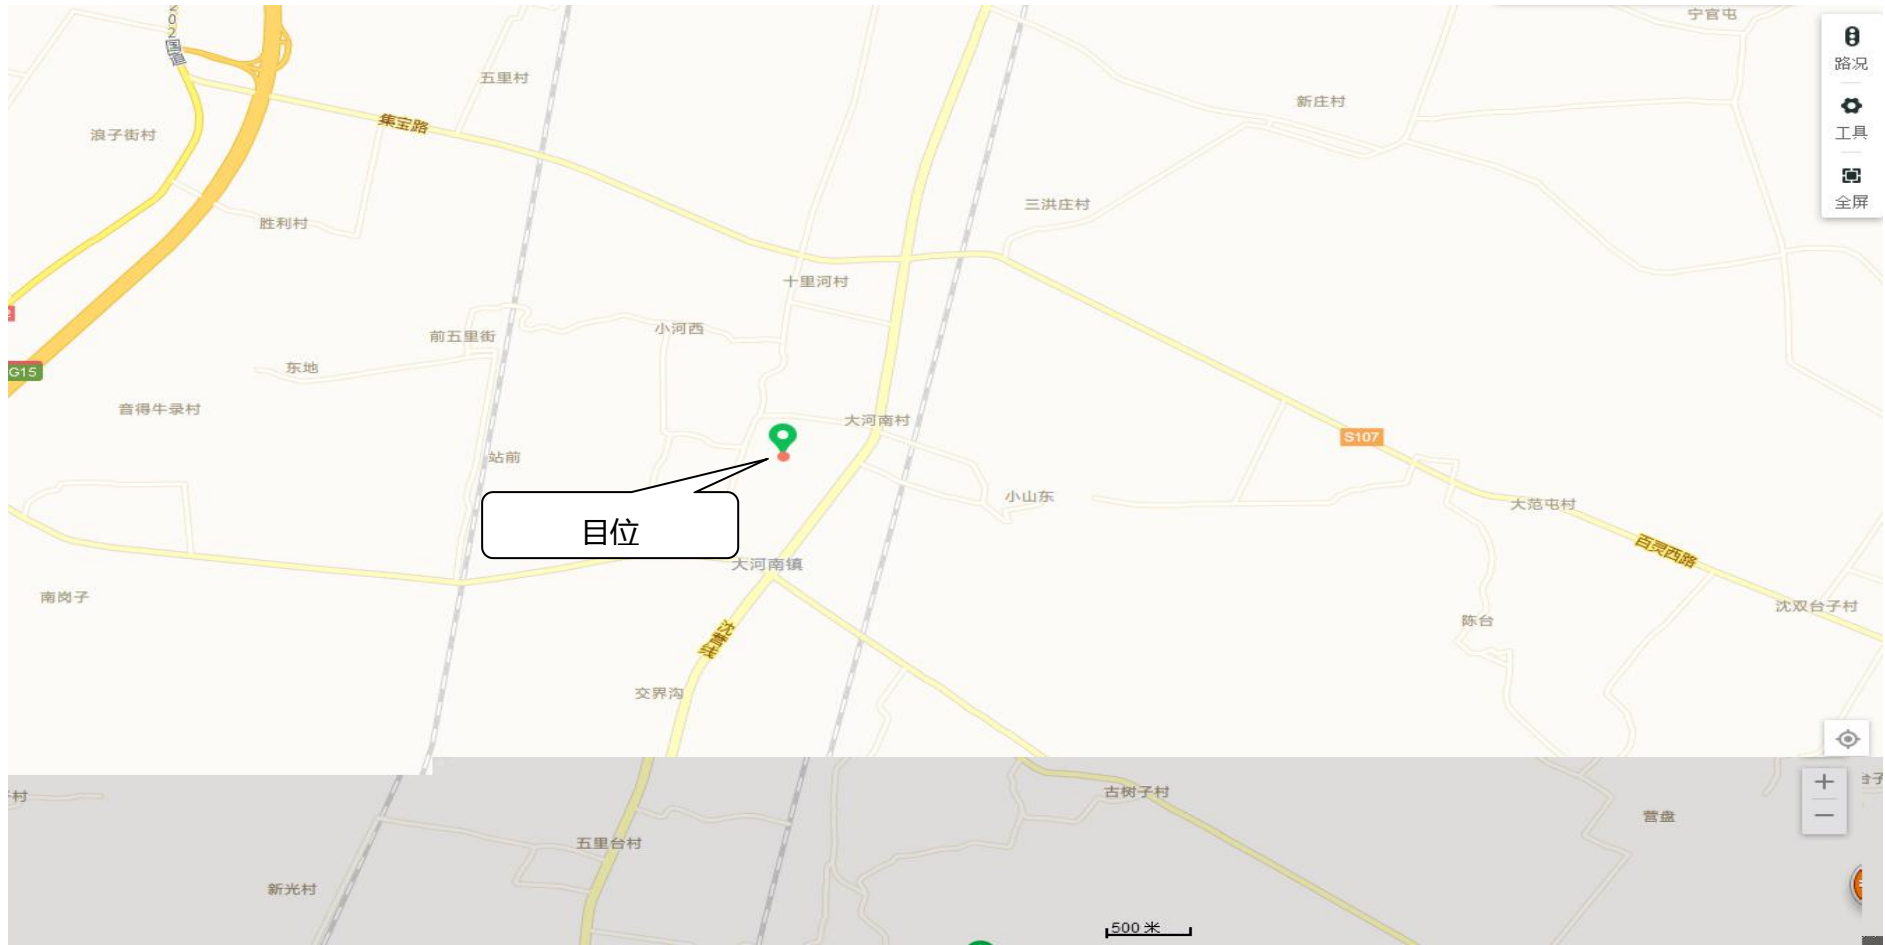 宁官屯
202国道
路况
五里村
新庄村
集宝路
浪子街村
工具
全屏
三洪庄村
胜利村
十里河村
小河西
前五里街
东地
G15
音得牛录村
大河南村
S107
站前
小山东
大范屯村
目位
百灵西路
大河南镇
南岗子
沈双台子村
陈台
沈营线
交界沟
村
古树子村
营盘
五里台村
新光村
500 米